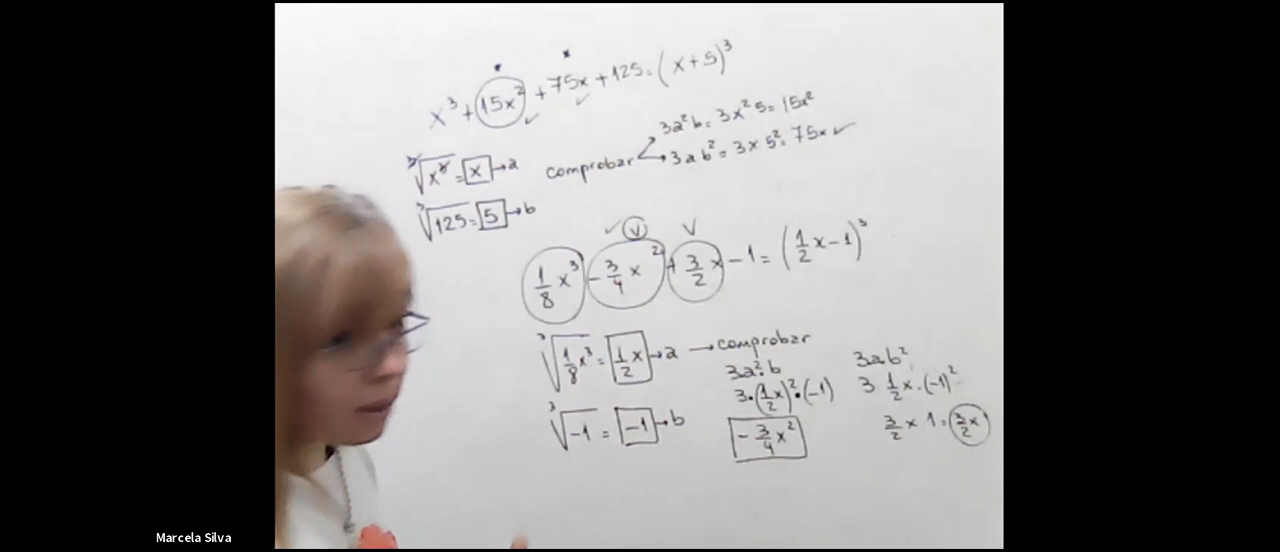 x³ + 15x² + 75x + 125 = (x + 5)³
∛x³ = x → a
comprobar → 3a²b = 3x² 5 = 15x²
→ 3ab² = 3x 5² = 75x ✓
∛125 = 5 → b
1/8 x³ - 3/4 x² + 3/2 x - 1 = (1/2 x - 1)³
∛1/8 x³ = 1/2 x → a → comprobar
3a²·b
3·(1/2 x)²·(-1)
- 3/4 x²
3ab²
3 1/2 x·(-1)²
3/2 x 1 = 3/2 x
∛-1 = -1 → b
Marcela Silva